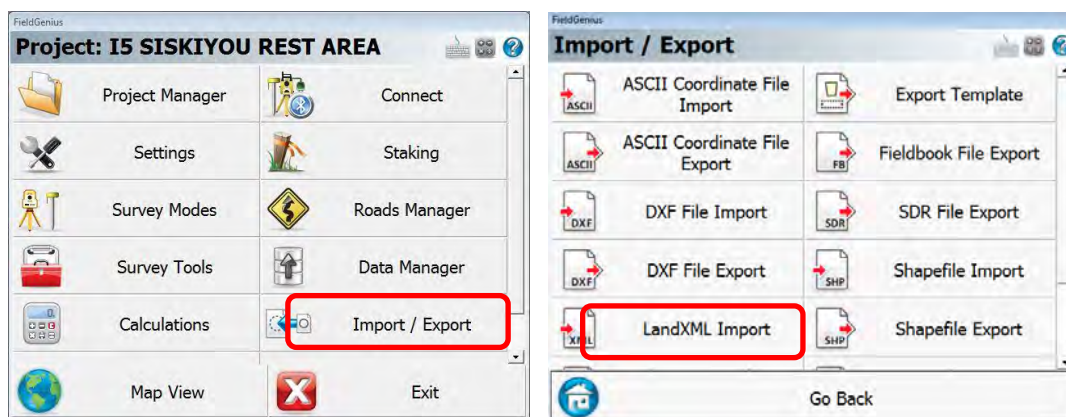 FieldGenius
Project: I5 SISKIYOU REST AREA
Project Manager
Connect
Settings
Staking
Survey Modes
Roads Manager
Survey Tools
Data Manager
Calculations
Import / Export
Map View
Exit
FieldGenius
Import / Export
ASCII
ASCII Coordinate File
Import
Export Template
ASCII
ASCII Coordinate File
Export
FB
Fieldbook File Export
DXF
DXF File Import
SDR
SDR File Export
DXF
DXF File Export
SHP
Shapefile Import
XML
LandXML Import
SHP
Shapefile Export
Go Back